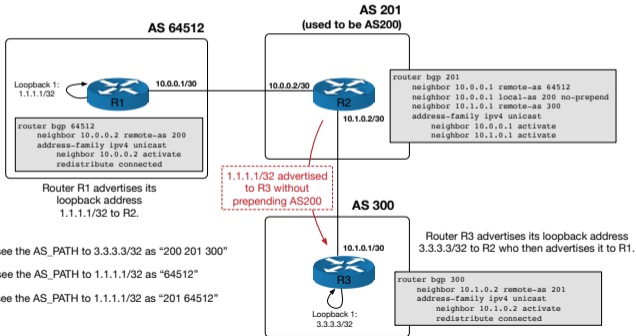 AS 64512
Loopback 1:
1.1.1.1/32
R1
10.0.0.1/30
router bgp 64512
neighbor 10.0.0.2 remote-as 200
address-family ipv4 unicast
neighbor 10.0.0.2 activate
redistribute connected
Router R1 advertises its
loopback address
1.1.1.1/32 to R2.
AS 201
(used to be AS200)
10.0.0.2/30
R2
10.1.0.2/30
router bgp 201
neighbor 10.0.0.1 remote-as 64512
neighbor 10.0.0.1 local-as 200 no-prepend
neighbor 10.1.0.1 remote-as 300
address-family ipv4 unicast
neighbor 10.0.0.1 activate
neighbor 10.1.0.1 activate
1.1.1.1/32 advertised
to R3 without
prepending AS200
AS 300
10.1.0.1/30
R3
Loopback 1:
3.3.3.3/32
Router R3 advertises its loopback address
3.3.3.3/32 to R2 who then advertises it to R1.
router bgp 300
neighbor 10.1.0.2 remote-as 201
address-family ipv4 unicast
neighbor 10.1.0.2 activate
redistribute connected
see the AS_PATH to 3.3.3.3/32 as “200 201 300”
see the AS_PATH to 1.1.1.1/32 as “64512”
see the AS_PATH to 1.1.1.1/32 as “201 64512”